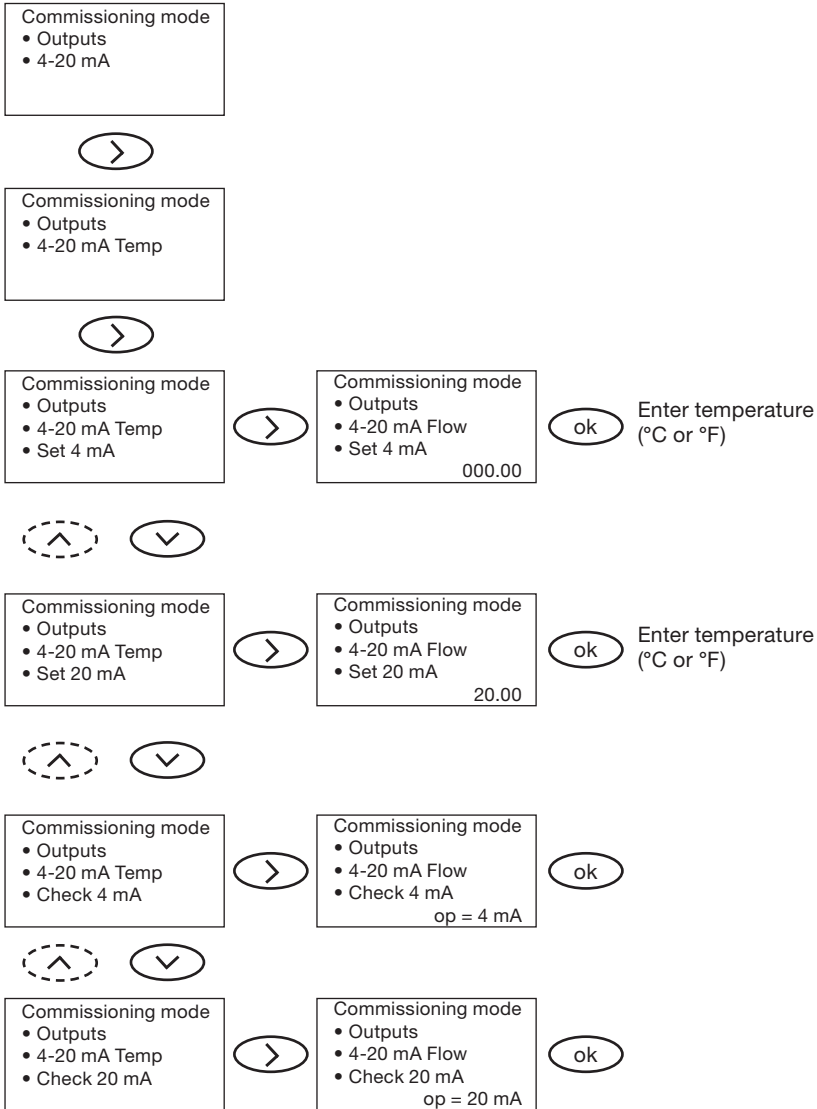 Commissioning mode
• Outputs
• 4-20 mA
Commissioning mode
• Outputs
• 4-20 mA Temp
Commissioning mode
• Outputs
• 4-20 mA Temp
• Set 4 mA
Commissioning mode
• Outputs
• 4-20 mA Flow
• Set 4 mA
000.00
ok
Enter temperature
(°C or °F)
Commissioning mode
• Outputs
• 4-20 mA Temp
• Set 20 mA
Commissioning mode
• Outputs
• 4-20 mA Flow
• Set 20 mA
20.00
ok
Enter temperature
(°C or °F)
Commissioning mode
• Outputs
• 4-20 mA Temp
• Check 4 mA
Commissioning mode
• Outputs
• 4-20 mA Flow
• Check 4 mA
op = 4 mA
ok
Commissioning mode
• Outputs
• 4-20 mA Temp
• Check 20 mA
Commissioning mode
• Outputs
• 4-20 mA Flow
• Check 20 mA
op = 20 mA
ok